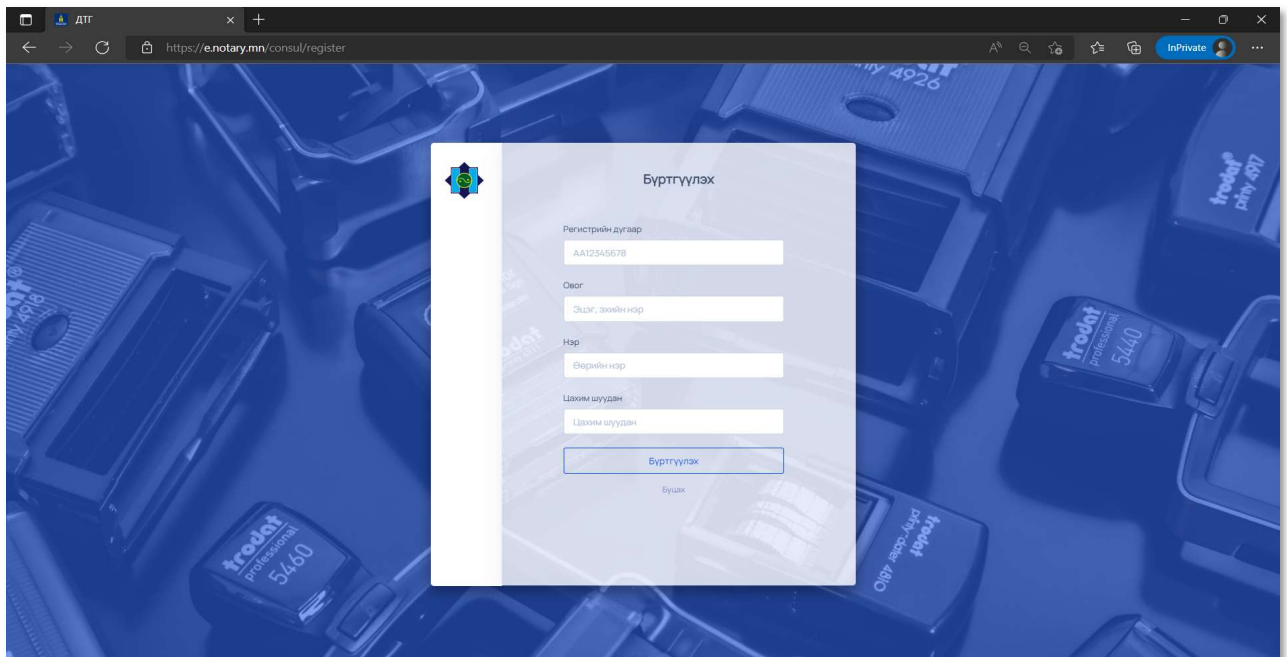 ДТГ
https://e.notary.mn/consul/register
InPrivate
Бүртгүүлэх
Регистрийн дугаар
АА12345678
Овог
Эцэг, эхийн нэр
Нэр
Өөрийн нэр
Цахим шуудан
Цахим шуудан
Бүртгүүлэх
Буцах
4926
trodat®
printy 4917
4918
trodat
trodat
professional
5440
trodat
professional
5460
trodat
printy-dater 4810